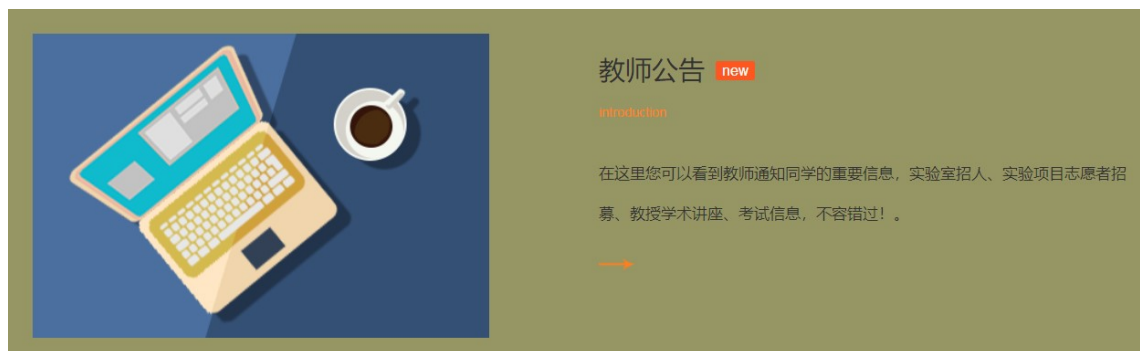 教师公告 new
introduction
在这里您可以看到教师通知同学的重要信息，实验室招人、实验项目志愿者招
募、教授学术讲座、考试信息，不容错过！。